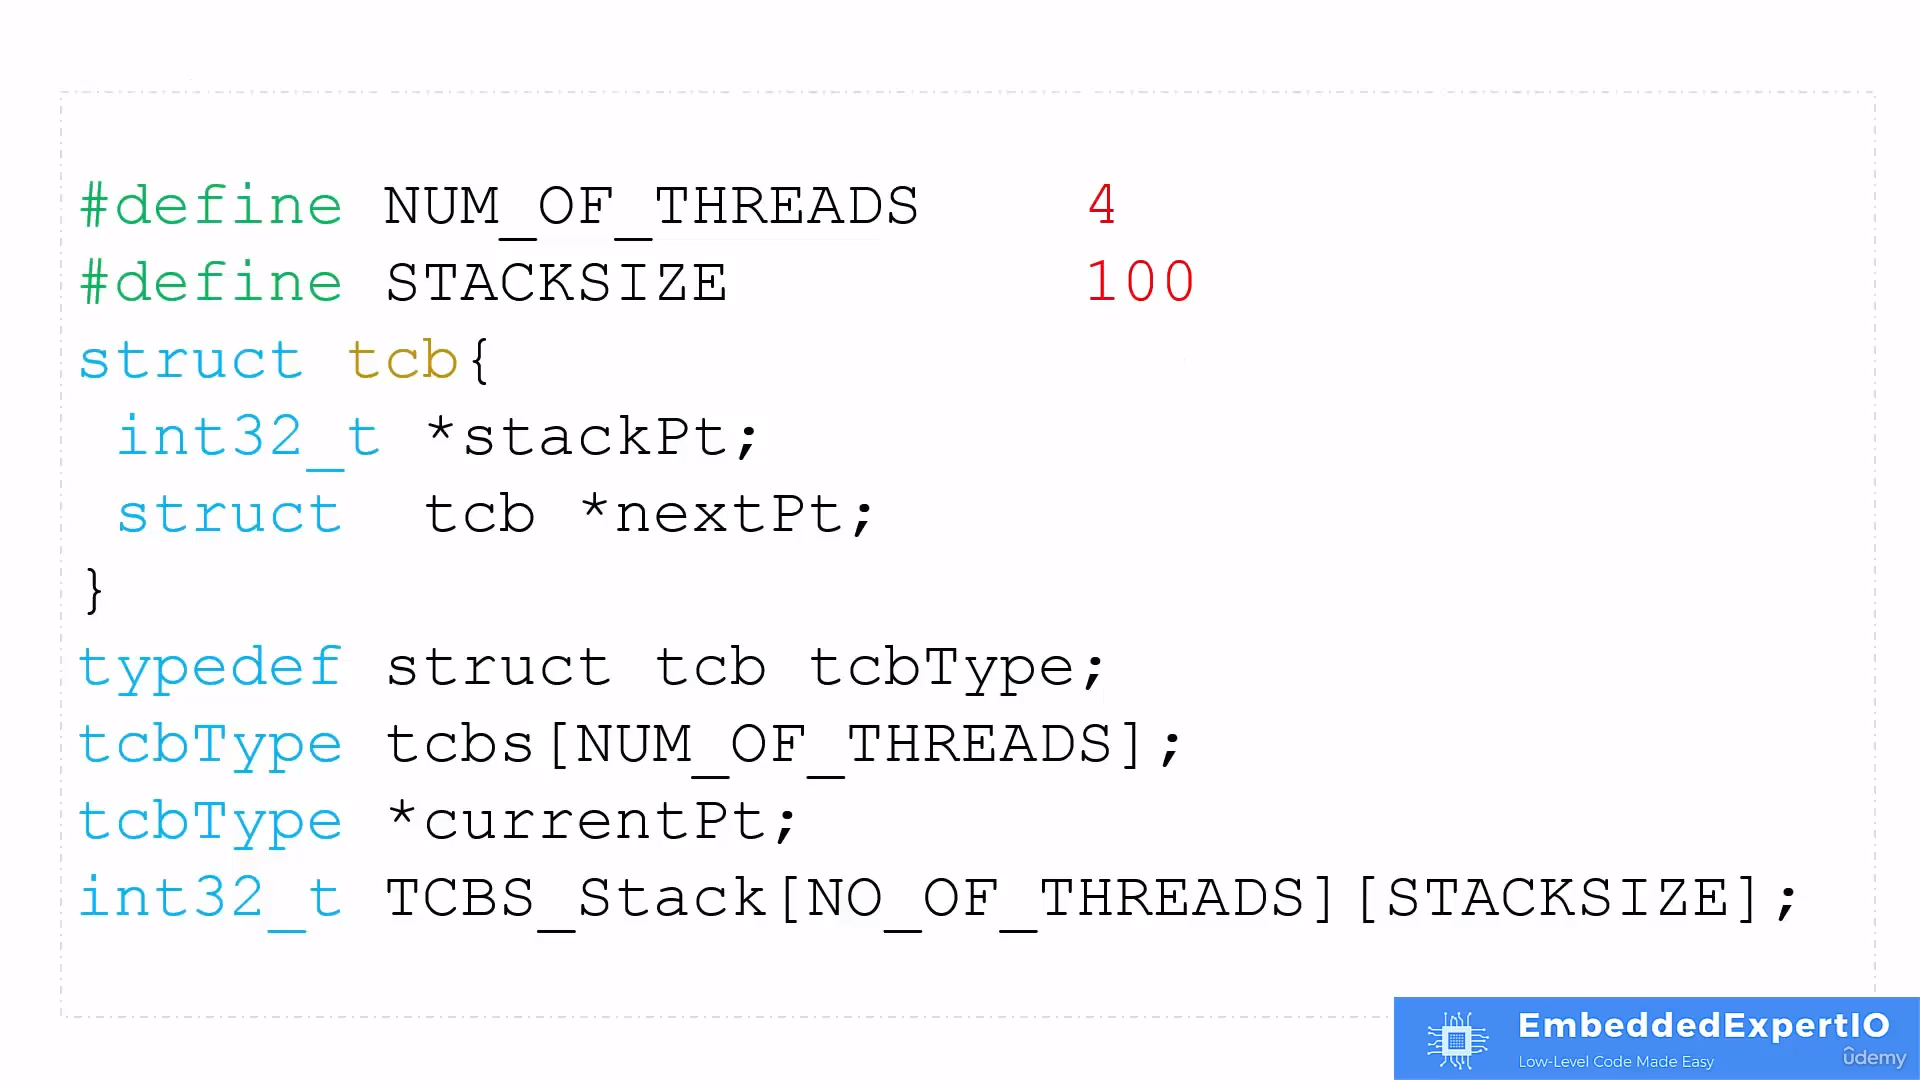 #define NUM_OF_THREADS 4
#define STACKSIZE 100
struct tcb{
int32_t *stackPt;
struct tcb *nextPt;
}
typedef struct tcb tcbType;
tcbType tcbs[NUM_OF_THREADS];
tcbType *currentPt;
int32_t TCBS_Stack[NO_OF_THREADS][STACKSIZE];
EmbeddedExpertIO
Low-Level Code Made Easy
ûdemy